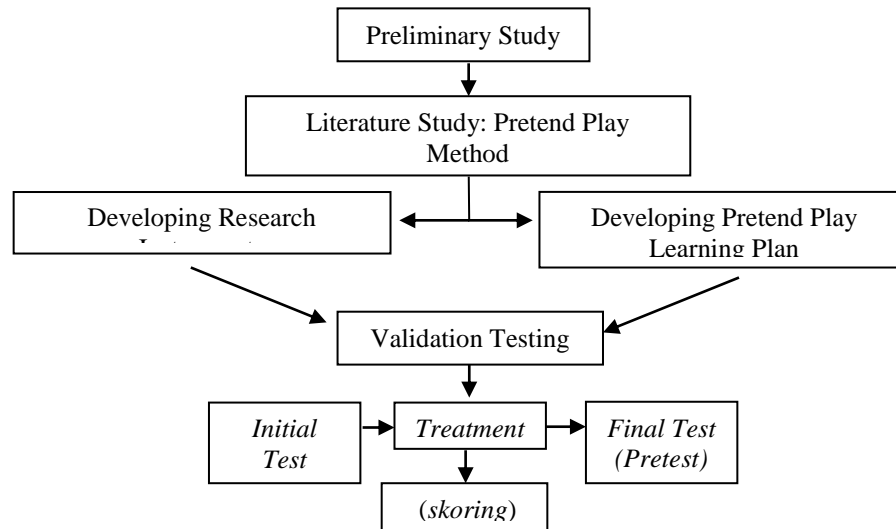 Preliminary Study
Literature Study: Pretend Play
Method
Developing Research
Developing Pretend Play
Learning Plan
Validation Testing
Initial
Test
Treatment
Final Test
(Pretest)
(skoring)